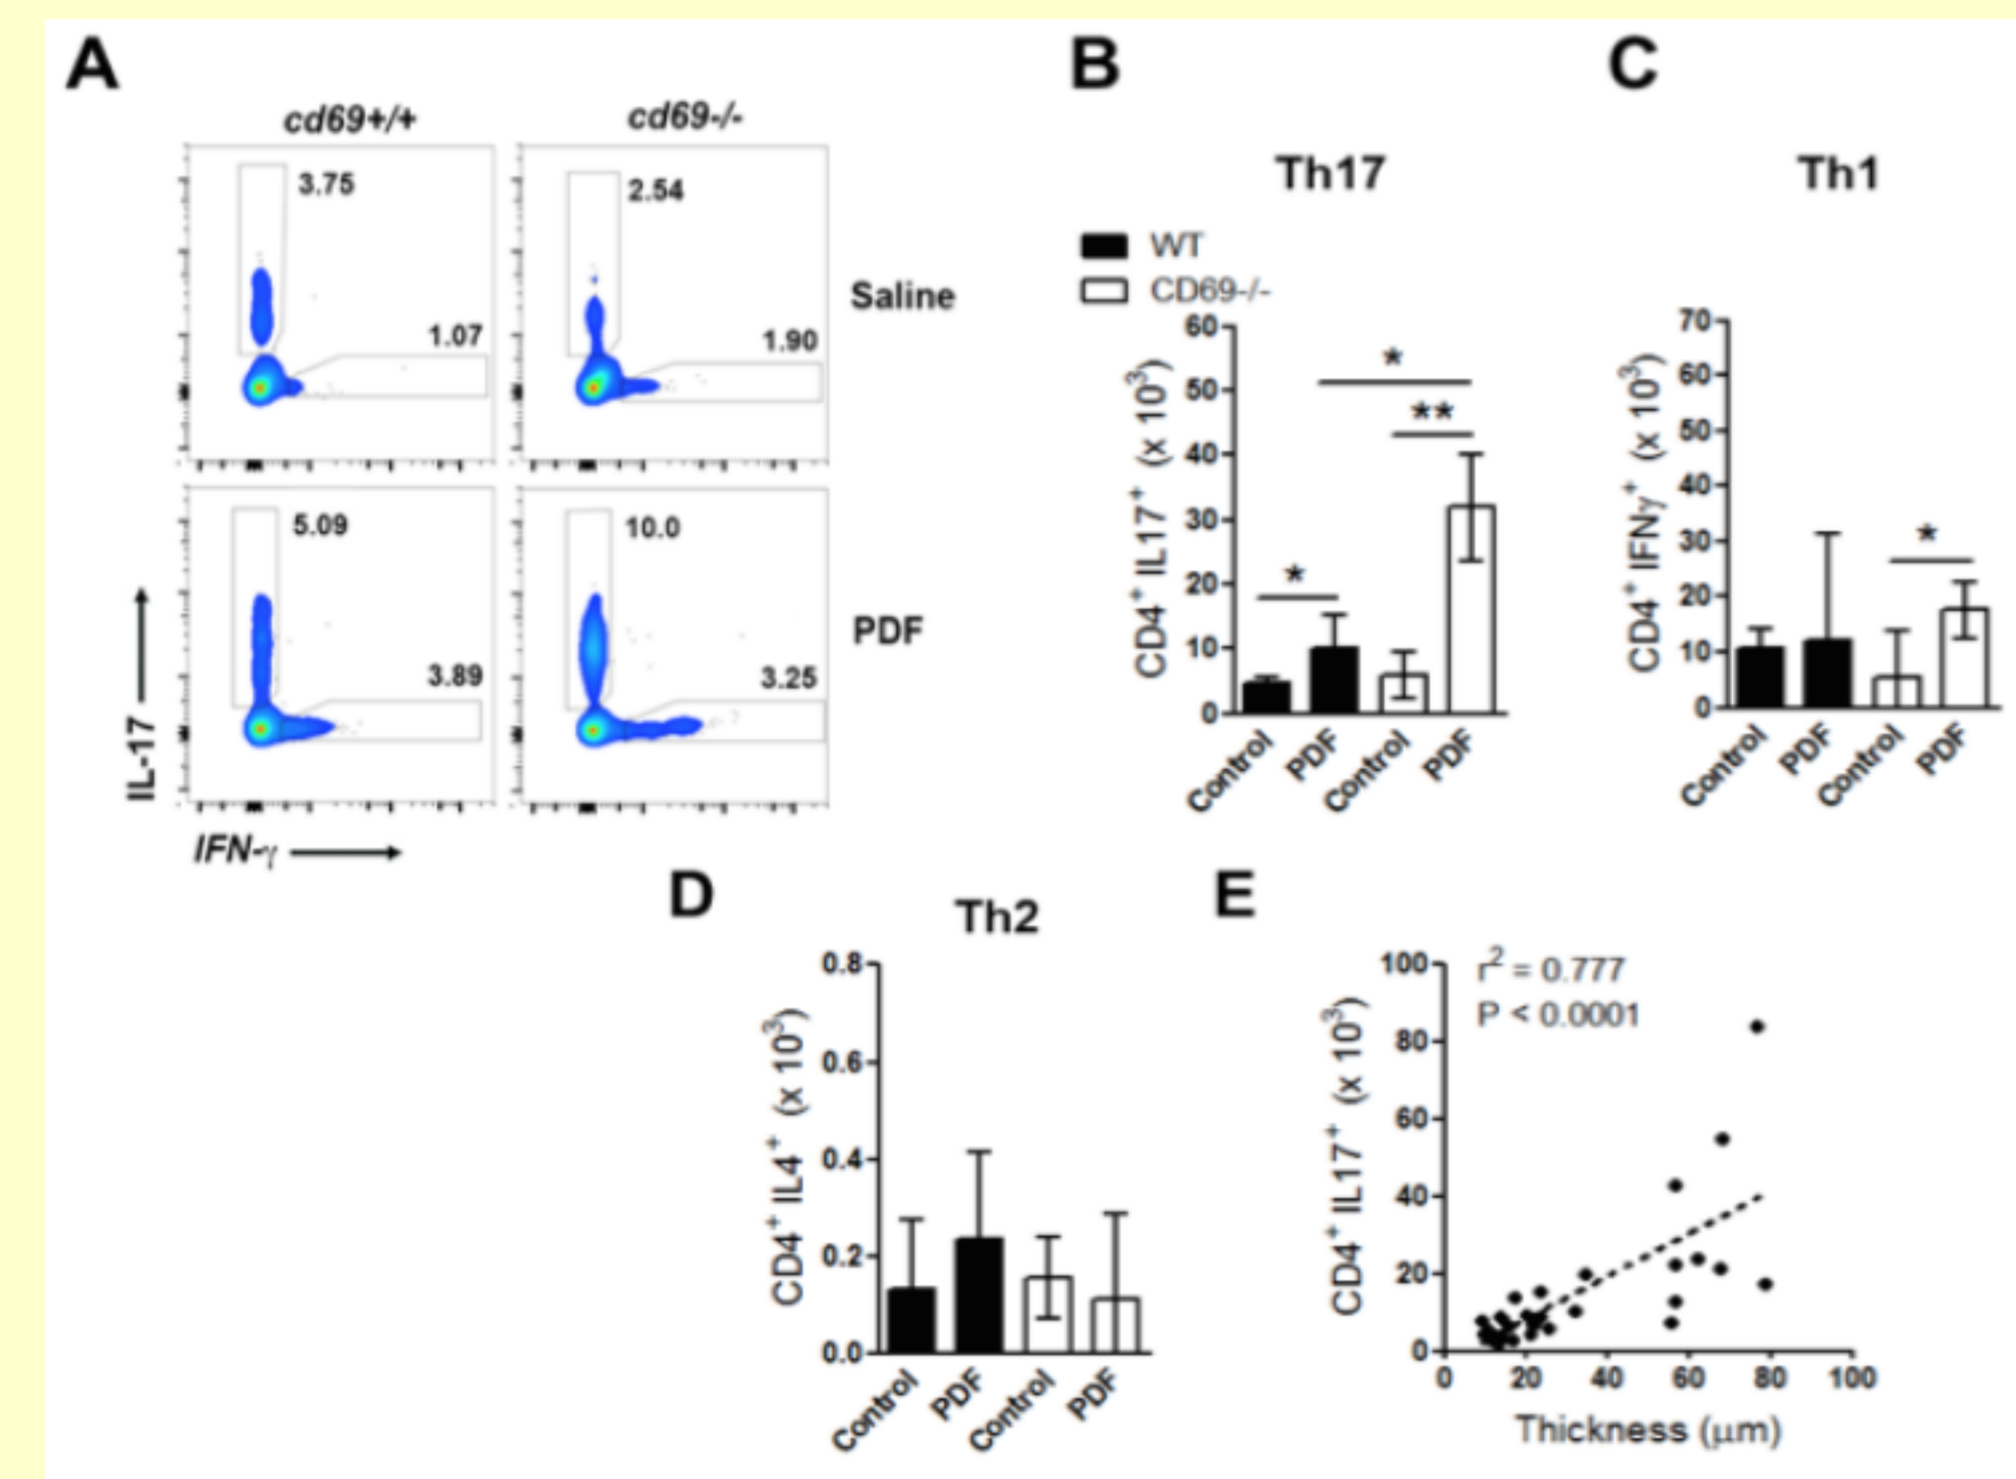 A
cd69+/+
cd69-/-
3.75
1.07
2.54
1.90
Saline
5.09
3.89
10.0
3.25
PDF
IL-17
IFN-γ
B
Th17
WT
CD69-/-
CD4+ IL17+ (x 10³)
60
50
40
30
20
10
0
*
**
*
Control
PDF
Control
PDF
C
Th1
CD4+ IFNγ+ (x 10³)
70
60
50
40
30
20
10
0
*
Control
PDF
Control
PDF
D
Th2
CD4+ IL4+ (x 10³)
0.8
0.6
0.4
0.2
0.0
Control
PDF
Control
PDF
E
r² = 0.777
P < 0.0001
CD4+ IL17+ (x 10³)
100
80
60
40
20
0
0 20 40 60 80 100
Thickness (μm)